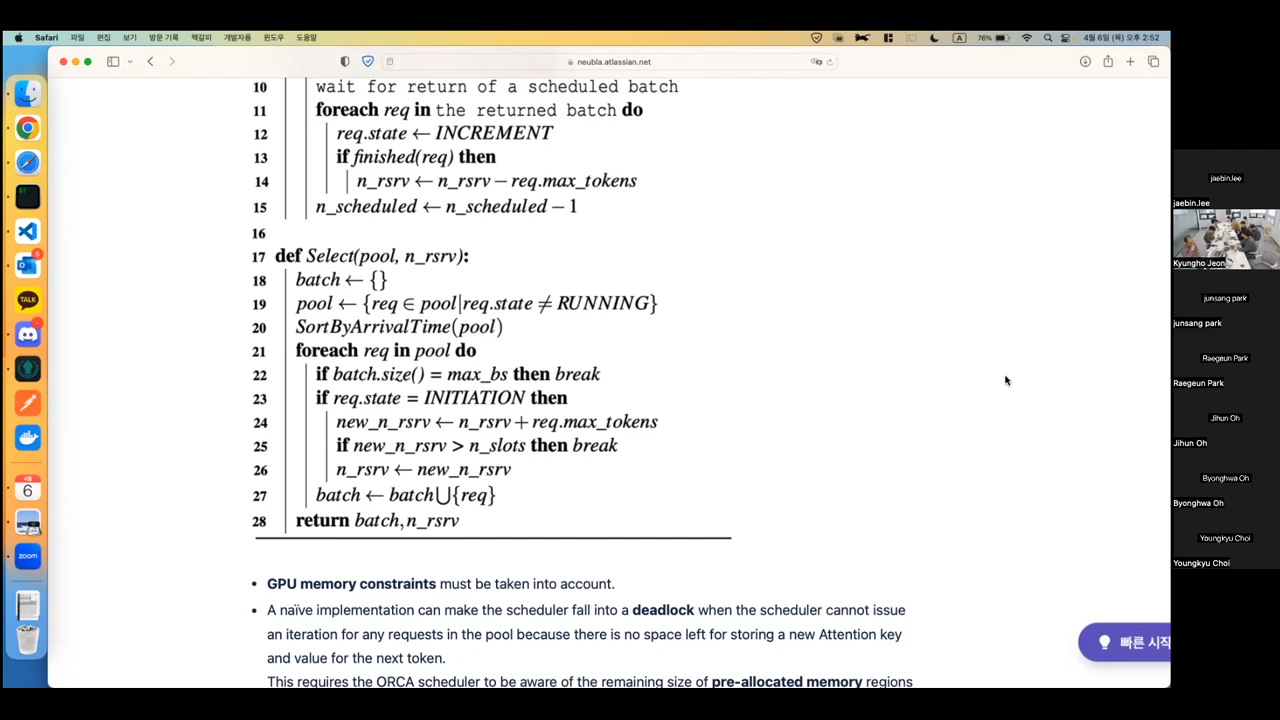 Safari 파일 편집 보기 방문 기록 책갈피 개발자용 윈도우 도움말
A 76% 4월 6일 (목) 오후 2:52
neubla.atlassian.net
10 wait for return of a scheduled batch
11 foreach req in the returned batch do
12 req.state ← INCREMENT
13 if finished(req) then
14 n_rsrv ← n_rsrv − req.max_tokens
15 n_scheduled ← n_scheduled − 1
16
17 def Select(pool, n_rsrv):
18 batch ← {}
19 pool ← {req ∈ pool|req.state ≠ RUNNING}
20 SortByArrivalTime(pool)
21 foreach req in pool do
22 if batch.size() = max_bs then break
23 if req.state = INITIATION then
24 new_n_rsrv ← n_rsrv + req.max_tokens
25 if new_n_rsrv > n_slots then break
26 n_rsrv ← new_n_rsrv
27 batch ← batch⋃{req}
28 return batch, n_rsrv
• GPU memory constraints must be taken into account.
• A naïve implementation can make the scheduler fall into a deadlock when the scheduler cannot issue
an iteration for any requests in the pool because there is no space left for storing a new Attention key
and value for the next token.
This requires the ORCA scheduler to be aware of the remaining size of pre-allocated memory regions
빠른 시작
TALK
4월
6
zoom
jaebin.lee
jaebin.lee
Kyungho Jeon
junsang park
junsang park
Raegeun Park
Raegeun Park
Jihun Oh
Jihun Oh
Byonghwa Oh
Byonghwa Oh
Youngkyu Choi
Youngkyu Choi